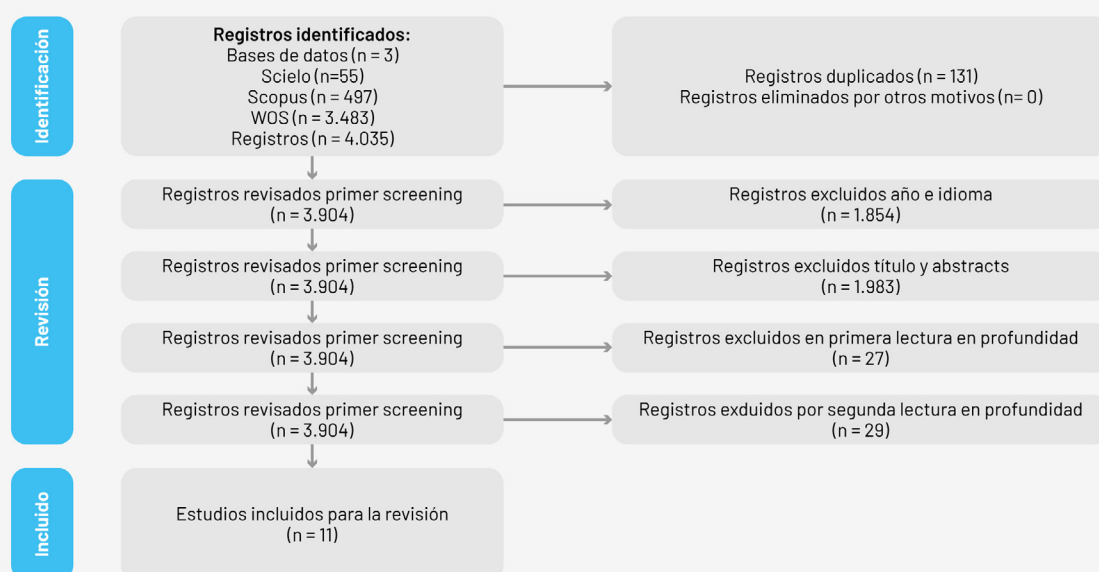 Identificación
Registros identificados:
Bases de datos (n = 3)
Scielo (n=55)
Scopus (n = 497)
WOS (n = 3.483)
Registros (n = 4.035)
Registros duplicados (n = 131)
Registros eliminados por otros motivos (n= 0)
Revisión
Registros revisados primer screening
(n = 3.904)
Registros excluidos año e idioma
(n = 1.854)
Registros revisados primer screening
(n = 3.904)
Registros excluidos título y abstracts
(n = 1.983)
Registros revisados primer screening
(n = 3.904)
Registros excluidos en primera lectura en profundidad
(n = 27)
Registros revisados primer screening
(n = 3.904)
Registros exduidos por segunda lectura en profundidad
(n = 29)
Incluido
Estudios incluidos para la revisión
(n = 11)